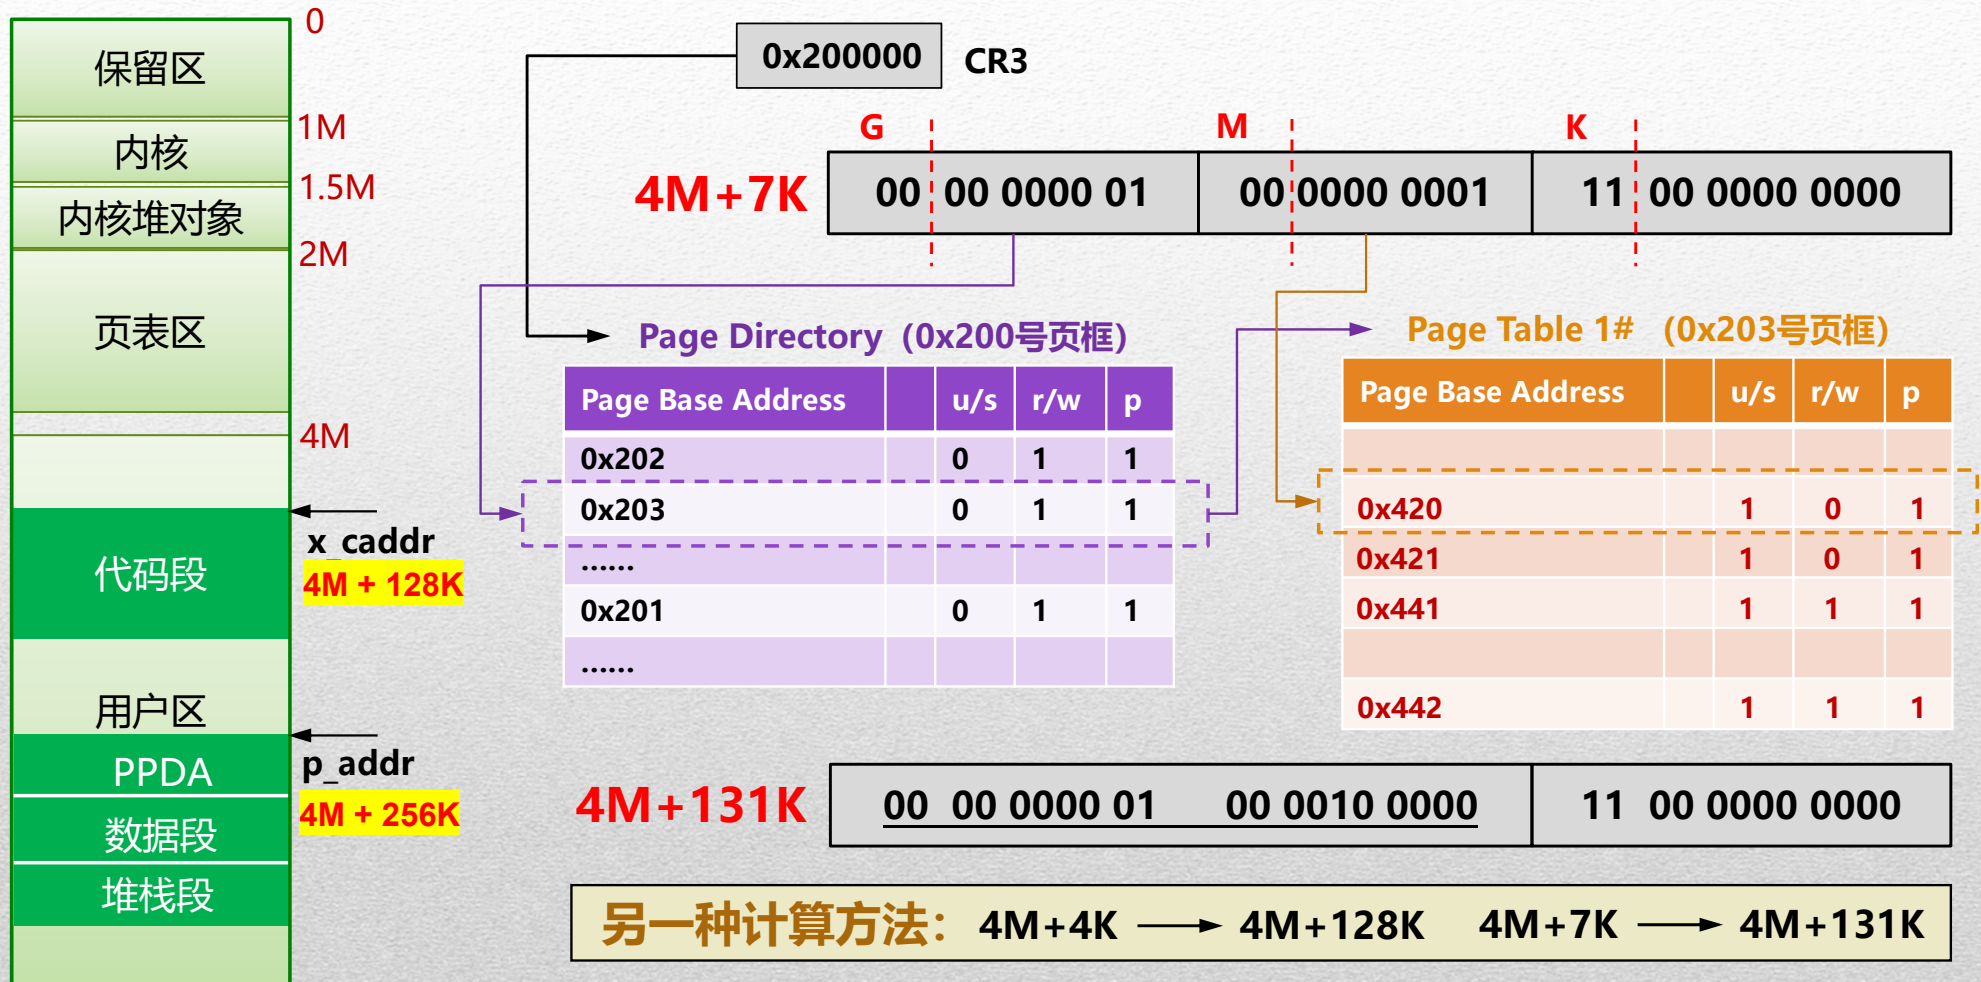 0
保留区
1M
内核
1.5M
内核堆对象
2M
页表区
4M
x_caddr
4M + 128K
代码段
用户区
p_addr
4M + 256K
PPDA
数据段
堆栈段
0x200000 CR3
G M K
4M+7K 00 00 0000 01 00 0000 0001 11 00 0000 0000
Page Directory (0x200号页框)
Page Base Address u/s r/w p
0x202 0 1 1
0x203 0 1 1
......
0x201 0 1 1
......
Page Table 1# (0x203号页框)
Page Base Address u/s r/w p
0x420 1 0 1
0x421 1 0 1
0x441 1 1 1
0x442 1 1 1
4M+131K 00 00 0000 01 00 0010 0000 11 00 0000 0000
另一种计算方法： 4M+4K 4M+128K 4M+7K 4M+131K